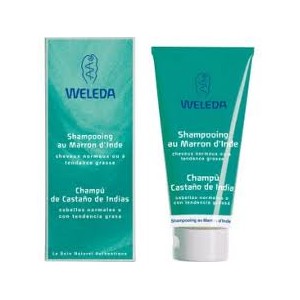 WELEDA
Shampooing
au Marron d'Inde
cheveux normaux ou à
tendance grasse
Champú
de Castaño de Indias
cabellos normales o
con tendencia grasa
Le Soin Naturel Authentique
WELEDA
Shampooing
au Marron d'Inde
cheveux normaux ou à
tendance grasse
Champú
de Castaño de Indias
cabellos normales o
con tendencia grasa
Shampooing au Marron d'Inde